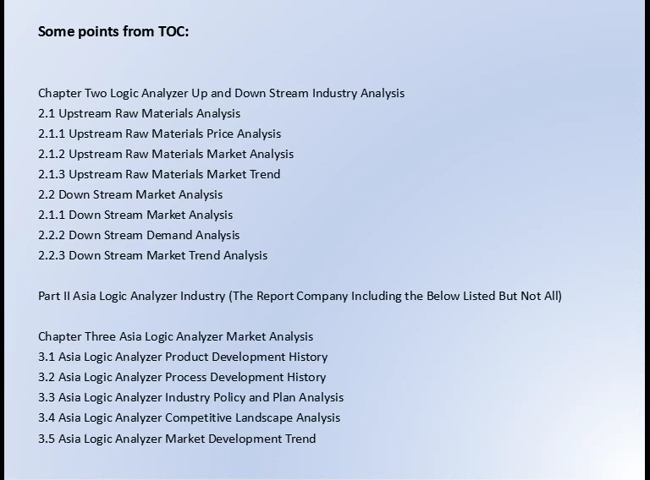 Some points from TOC:
Chapter Two Logic Analyzer Up and Down Stream Industry Analysis
2.1 Upstream Raw Materials Analysis
2.1.1 Upstream Raw Materials Price Analysis
2.1.2 Upstream Raw Materials Market Analysis
2.1.3 Upstream Raw Materials Market Trend
2.2 Down Stream Market Analysis
2.1.1 Down Stream Market Analysis
2.2.2 Down Stream Demand Analysis
2.2.3 Down Stream Market Trend Analysis
Part II Asia Logic Analyzer Industry (The Report Company Including the Below Listed But Not All)
Chapter Three Asia Logic Analyzer Market Analysis
3.1 Asia Logic Analyzer Product Development History
3.2 Asia Logic Analyzer Process Development History
3.3 Asia Logic Analyzer Industry Policy and Plan Analysis
3.4 Asia Logic Analyzer Competitive Landscape Analysis
3.5 Asia Logic Analyzer Market Development Trend